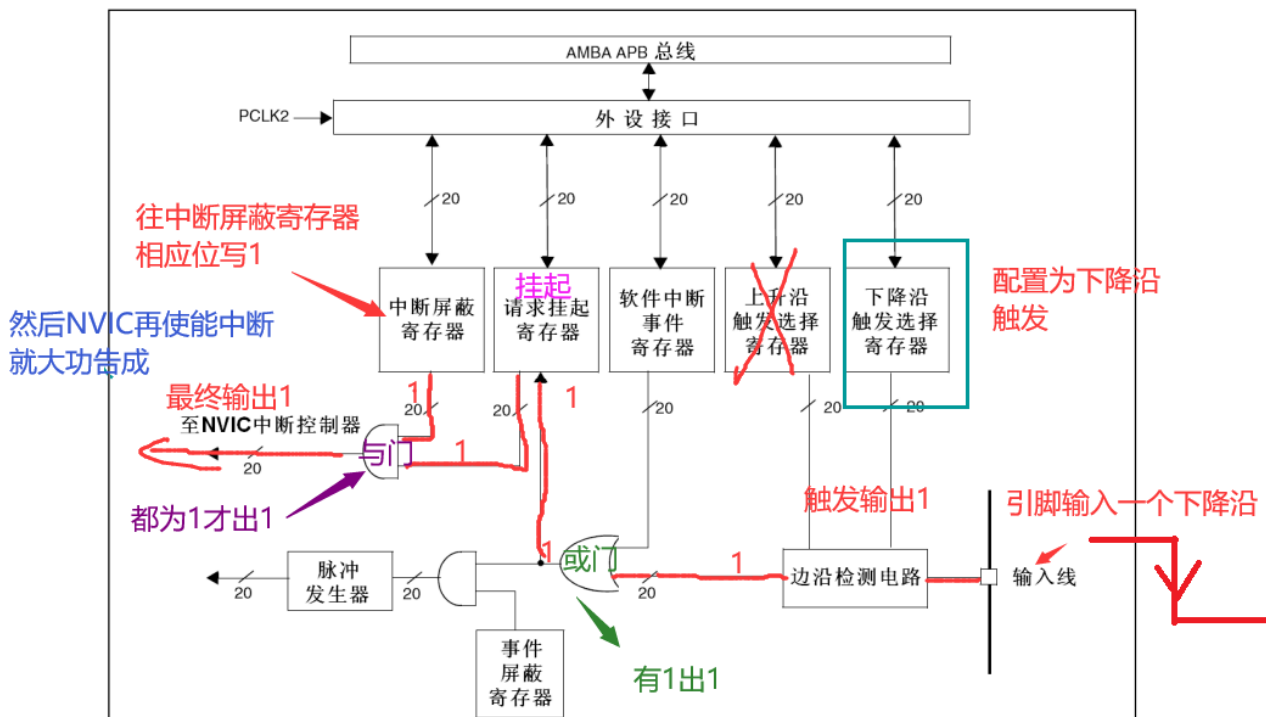 AMBA APB 总线
PCLK2
外设接口
20
20
20
20
20
往中断屏蔽寄存器
相应位写1
挂起
中断屏蔽
寄存器
请求挂起
寄存器
软件中断
事件
寄存器
上升沿
触发选择
寄存器
下降沿
触发选择
寄存器
配置为下降沿
触发
然后NVIC再使能中断
就大功告成
最终输出1
1
1
20
20
20
20
20
至NVIC中断控制器
20
与门
1
都为1才出1
触发输出1
引脚输入一个下降沿
1
或门
1
20
边沿检测电路
输入线
20
脉冲
发生器
20
有1出1
事件
屏蔽
寄存器